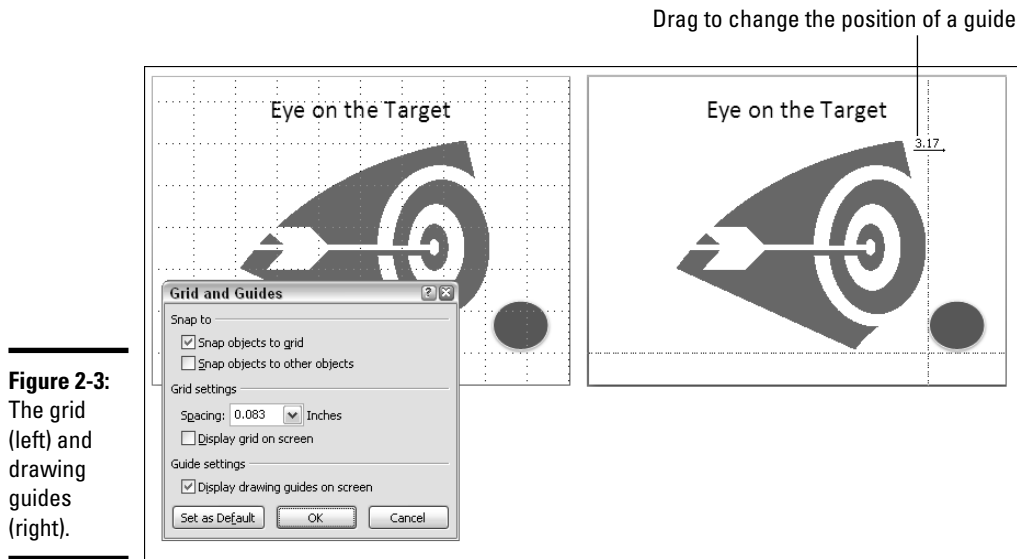 Drag to change the position of a guide
Eye on the Target
Eye on the Target
3.17
Grid and Guides
Snap to
Snap objects to grid
Snap objects to other objects
Grid settings
Spacing: 0.083 Inches
Display grid on screen
Guide settings
Display drawing guides on screen
Set as Default OK Cancel
Figure 2-3:
The grid
(left) and
drawing
guides
(right).